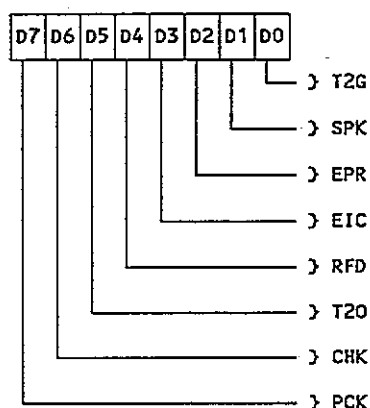 D7 D6 D5 D4 D3 D2 D1 D0
} T2G
} SPK
} EPR
} EIC
} RFD
} T2O
} CHK
} PCK